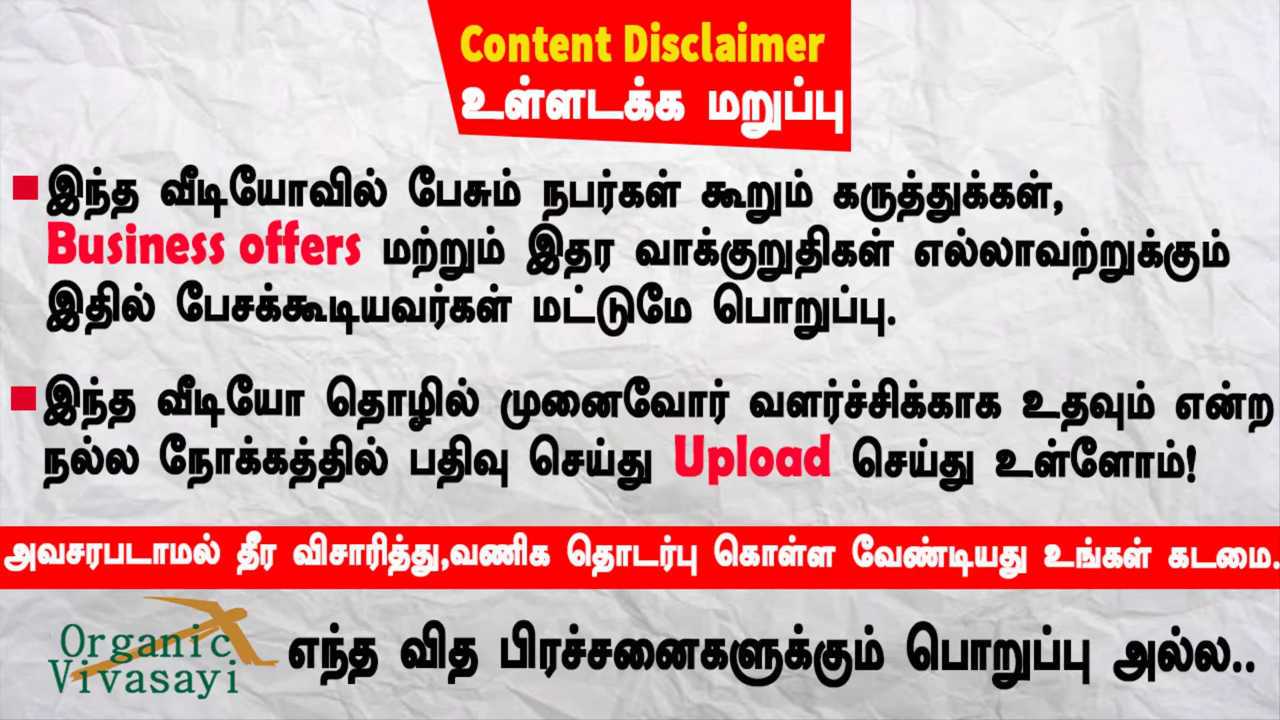 Content Disclaimer
உள்ளடக்க மறுப்பு
இந்த வீடியோவில் பேசும் நபர்கள் கூறும் கருத்துக்கள்,
Business offers மற்றும் இதர வாக்குறுதிகள் எல்லாவற்றுக்கும்
இதில் பேசக்கூடியவர்கள் மட்டுமே பொறுப்பு.
இந்த வீடியோ தொழில் முனைவோர் வளர்ச்சிக்காக உதவும் என்ற
நல்ல நோக்கத்தில் பதிவு செய்து Upload செய்து உள்ளோம்!
அவசரபடாமல் தீர விசாரித்து,வணிக தொடர்பு கொள்ள வேண்டியது உங்கள் கடமை.
Organic
Vivasayi
எந்த வித பிரச்சனைகளுக்கும் பொறுப்பு அல்ல..